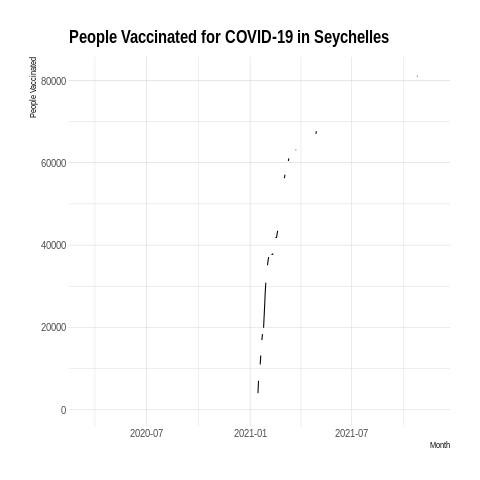 People Vaccinated for COVID-19 in Seychelles
People Vaccinated
80000
60000
40000
20000
0
2020-07 2021-01 2021-07
Month